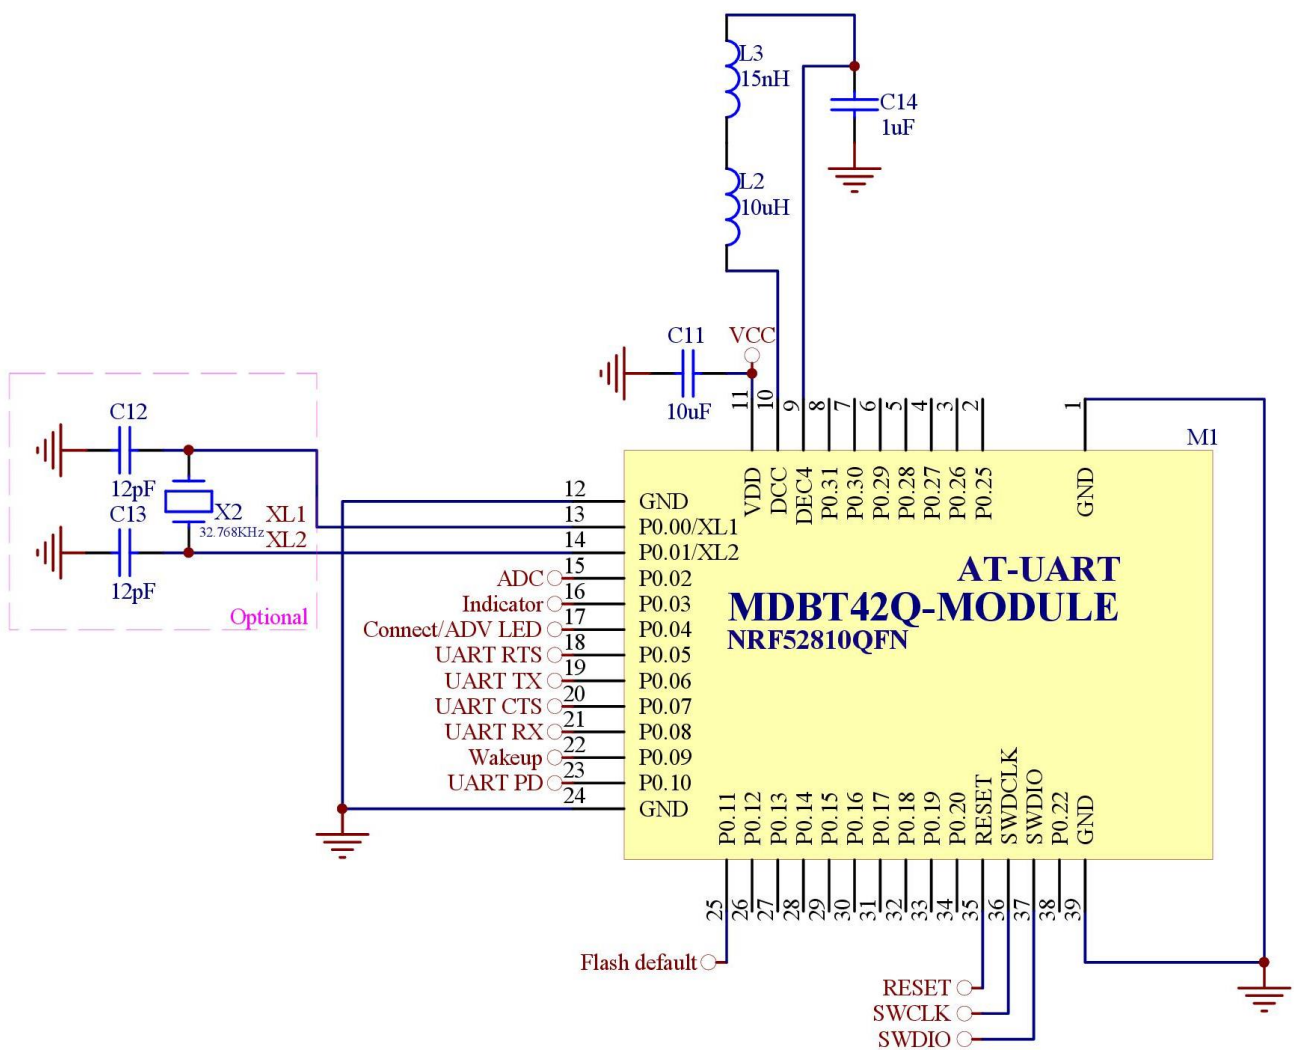 L3
15nH
C14
1uF
L2
10uH
C11
VCC
10uF
11
10
9
8
7
6
5
4
3
2
1
M1
VDD
DCC
DEC4
P0.31
P0.30
P0.29
P0.28
P0.27
P0.26
P0.25
GND
C12
12pF
C13
12pF
X2
32.768KHz
XL1
XL2
Optional
12 GND
13 P0.00/XL1
14 P0.01/XL2
ADC 15 P0.02
Indicator 16 P0.03
Connect/ADV LED 17 P0.04
UART RTS 18 P0.05
UART TX 19 P0.06
UART CTS 20 P0.07
UART RX 21 P0.08
Wakeup 22 P0.09
UART PD 23 P0.10
24 GND
AT-UART
MDBT42Q-MODULE
NRF52810QFN
P0.11
P0.12
P0.13
P0.14
P0.15
P0.16
P0.17
P0.18
P0.19
P0.20
RESET
SWDCLK
SWDIO
P0.22
GND
25
26
27
28
29
30
31
32
33
34
35
36
37
38
39
Flash default
RESET
SWCLK
SWDIO